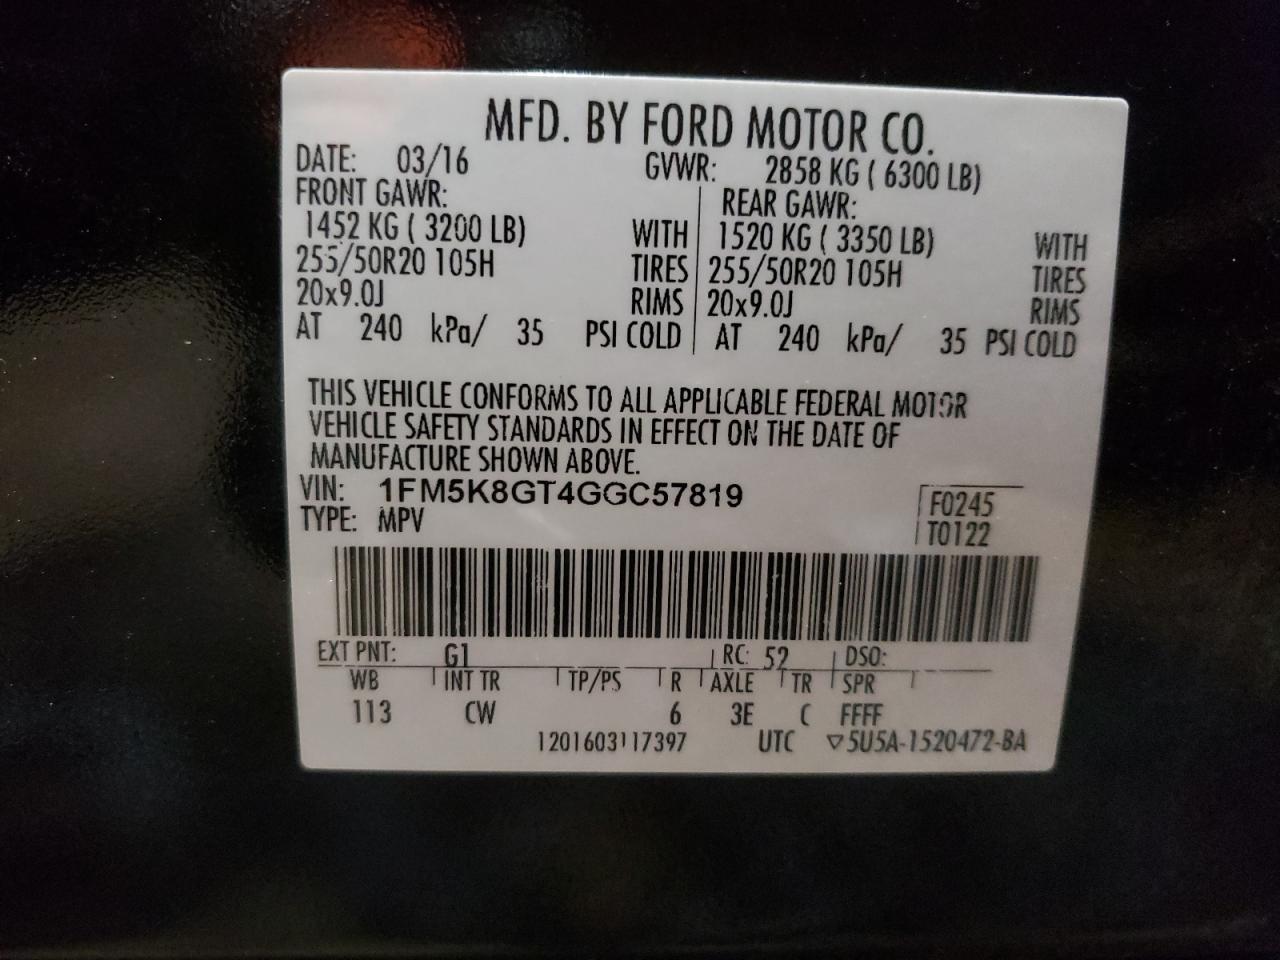 MFD. BY FORD MOTOR CO.
DATE: 03/16 GVWR: 2858 KG ( 6300 LB)
FRONT GAWR: REAR GAWR:
1452 KG ( 3200 LB) WITH 1520 KG ( 3350 LB) WITH
255/50R20 105H TIRES 255/50R20 105H TIRES
20x9.0J RIMS 20x9.0J RIMS
AT 240 kPa/ 35 PSI COLD AT 240 kPa/ 35 PSI COLD
THIS VEHICLE CONFORMS TO ALL APPLICABLE FEDERAL MOTOR
VEHICLE SAFETY STANDARDS IN EFFECT ON THE DATE OF
MANUFACTURE SHOWN ABOVE.
VIN: 1FM5K8GT4GGC57819 F0245
TYPE: MPV T0122
EXT PNT: G1 RC: 52 DSO:
WB INT TR TP/PS R AXLE TR SPR
113 CW 6 3E C FFFF
1201603117397 UTC ▽5U5A-1520472-BA